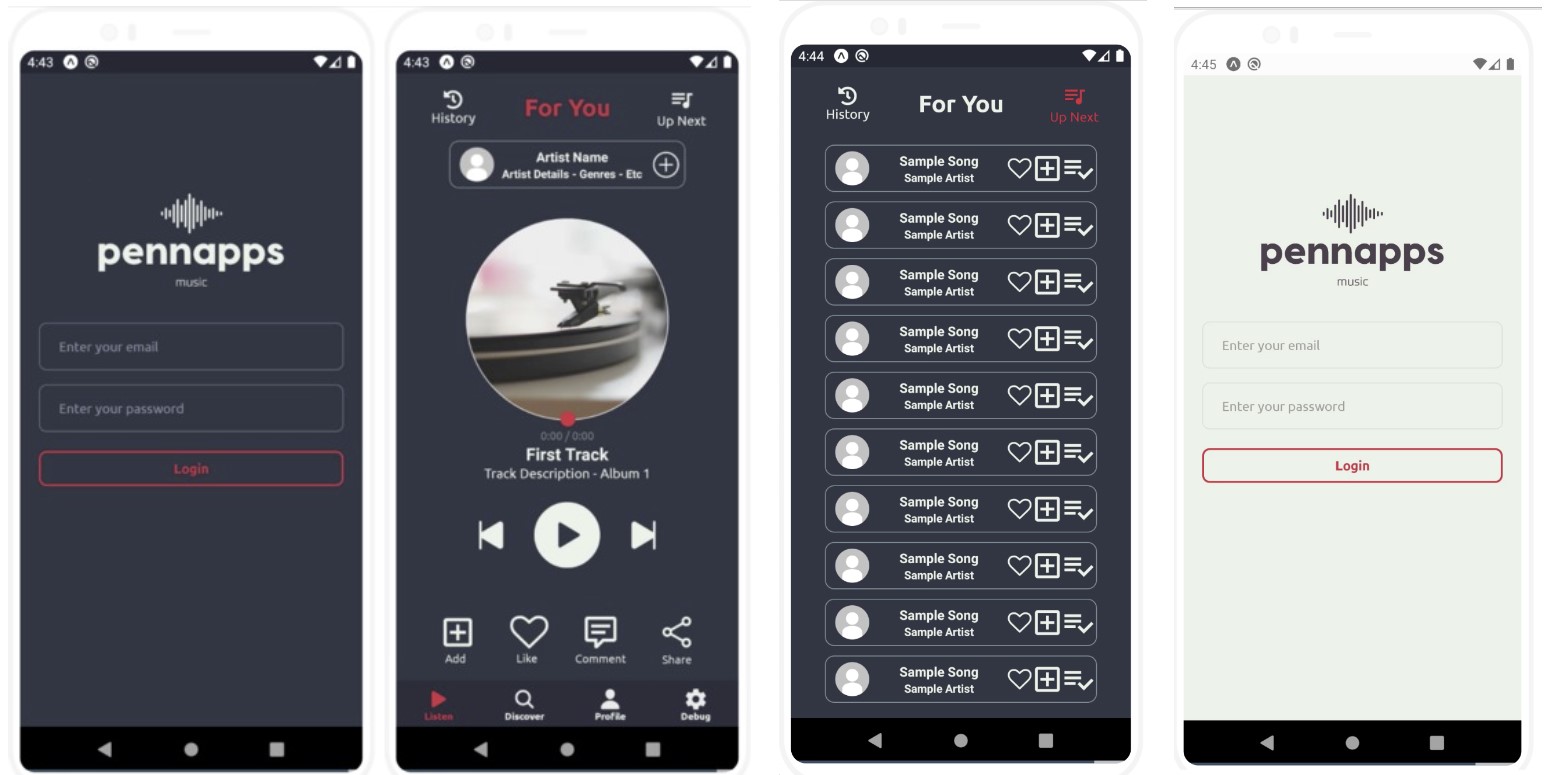 4:43
pennapps
music
Enter your email
Enter your password
Login
4:43
History
For You
Up Next
Artist Name
Artist Details - Genres - Etc
0:00 / 0:00
First Track
Track Description - Album 1
Add
Like
Comment
Share
Listen
Discover
Profile
Debug
4:44
History
For You
Up Next
Sample Song
Sample Artist
Sample Song
Sample Artist
Sample Song
Sample Artist
Sample Song
Sample Artist
Sample Song
Sample Artist
Sample Song
Sample Artist
Sample Song
Sample Artist
Sample Song
Sample Artist
Sample Song
Sample Artist
Sample Song
Sample Artist
4:45
pennapps
music
Enter your email
Enter your password
Login